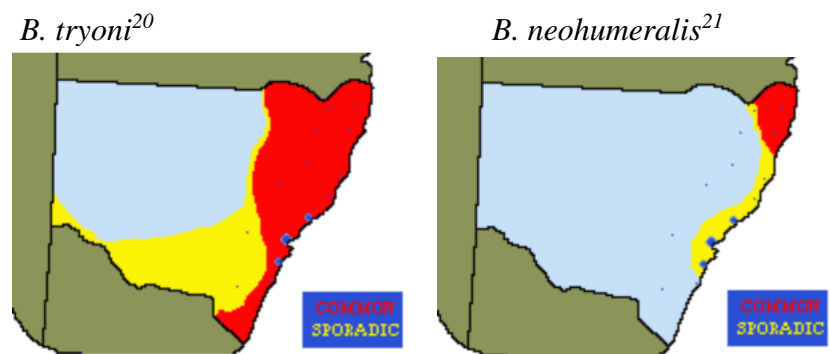 B. tryoni20
B. neohumeralis21
COMMON
SPORADIC
COMMON
SPORADIC